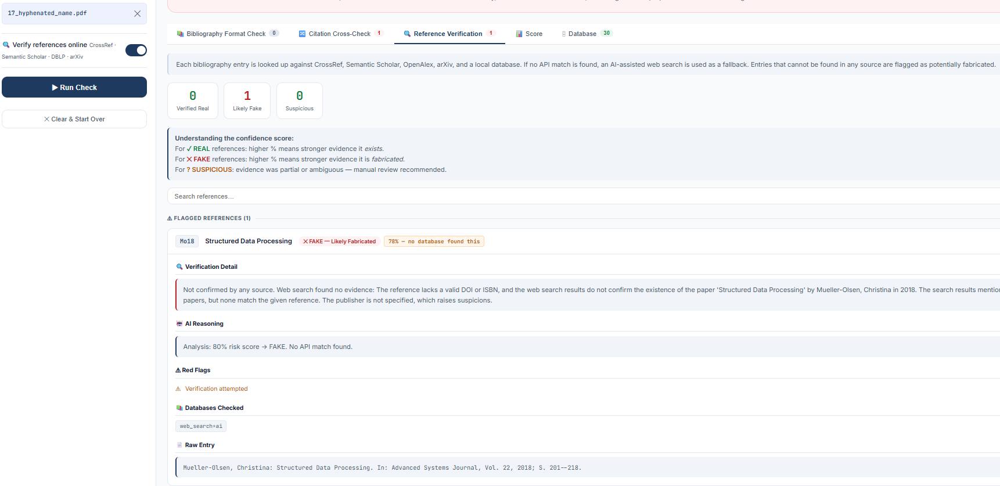 17_hyphenated_name.pdf
Verify references online CrossRef ·
Semantic Scholar · DBLP · arXiv
Run Check
Clear & Start Over
Bibliography Format Check 0
Citation Cross-Check 1
Reference Verification 1
Score
Database 30
Each bibliography entry is looked up against CrossRef, Semantic Scholar, OpenAlex, arXiv, and a local database. If no API match is found, an AI-assisted web search is used as a fallback. Entries that cannot be found in any source are flagged as potentially fabricated.
0
Verified Real
1
Likely Fake
0
Suspicious
Understanding the confidence score:
For ✓ REAL references: higher % means stronger evidence it exists.
For ✕ FAKE references: higher % means stronger evidence it is fabricated.
For ? SUSPICIOUS: evidence was partial or ambiguous — manual review recommended.
Search references...
⚠ FLAGGED REFERENCES (1)
Mo18 Structured Data Processing ✕ FAKE — Likely Fabricated 78% — no database found this
Verification Detail
Not confirmed by any source. Web search found no evidence: The reference lacks a valid DOI or ISBN, and the web search results do not confirm the existence of the paper 'Structured Data Processing' by Mueller-Olsen, Christina in 2018. The search results mentio
papers, but none match the given reference. The publisher is not specified, which raises suspicions.
AI Reasoning
Analysis: 80% risk score → FAKE. No API match found.
⚠ Red Flags
⚠ Verification attempted
Databases Checked
web_search+ai
Raw Entry
Mueller-Olsen, Christina: Structured Data Processing. In: Advanced Systems Journal, Vol. 22, 2018; S. 201--218.